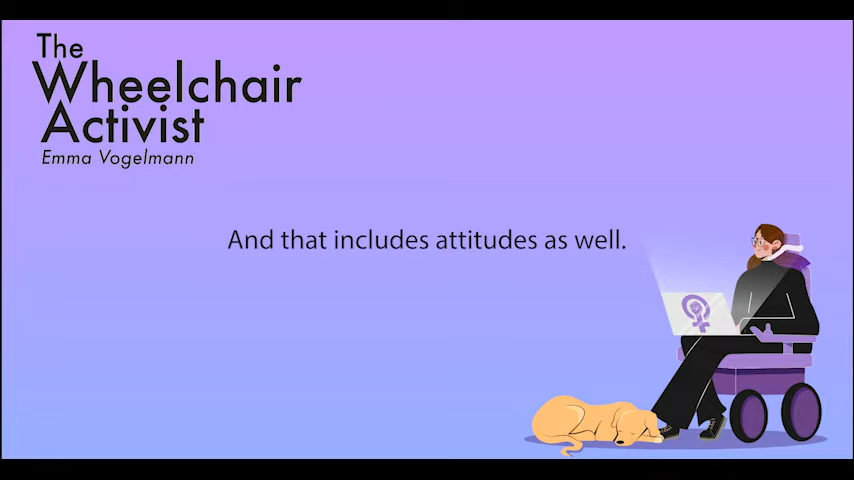 The
Wheelchair
Activist
Emma Vogelmann
And that includes attitudes as well.